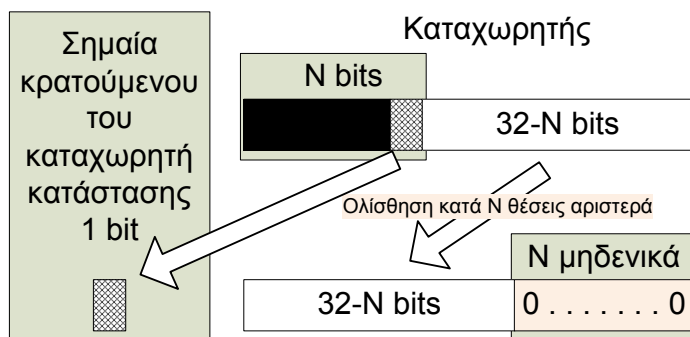 Σημαία
κρατούμενου
του
καταχωρητή
κατάστασης
1 bit
Καταχωρητής
N bits
32-N bits
Ολίσθηση κατά N θέσεις αριστερά
N μηδενικά
32-N bits
0 . . . . . . . 0